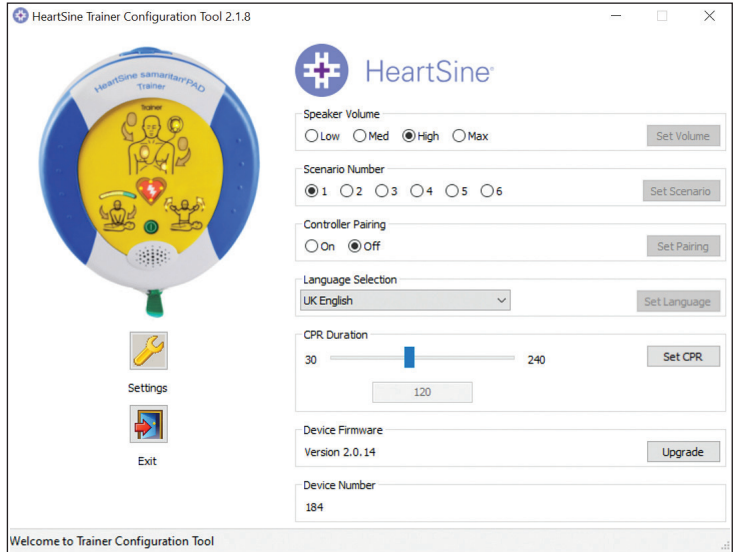 HeartSine Trainer Configuration Tool 2.1.8
HeartSine samaritan PAD
Trainer
Trainer
HeartSine
Speaker Volume
Low Med High Max Set Volume
Scenario Number
1 2 3 4 5 6 Set Scenario
Controller Pairing
On Off Set Pairing
Language Selection
UK English Set Language
CPR Duration
30 240 Set CPR
120
Settings
Device Firmware
Version 2.0.14 Upgrade
Exit
Device Number
184
Welcome to Trainer Configuration Tool